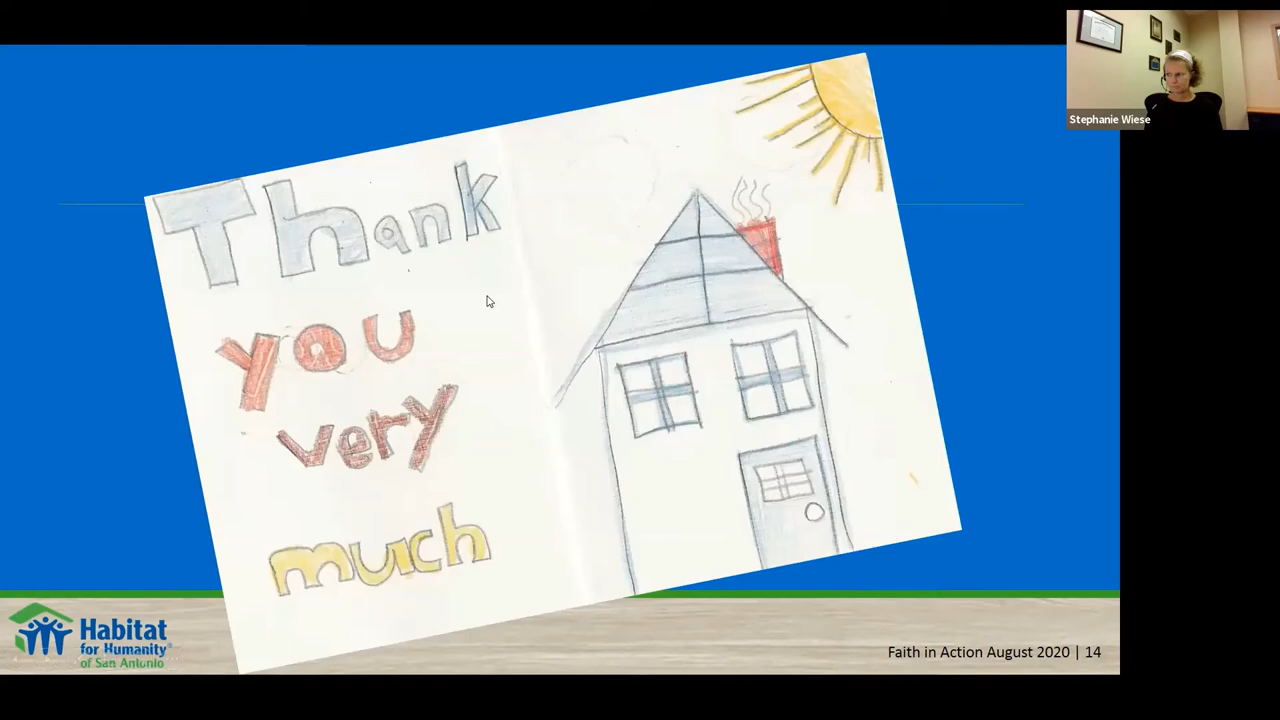 Stephanie Wiese
Thank
you
very
much
Habitat
for Humanity®
of San Antonio
Faith in Action August 2020 | 14